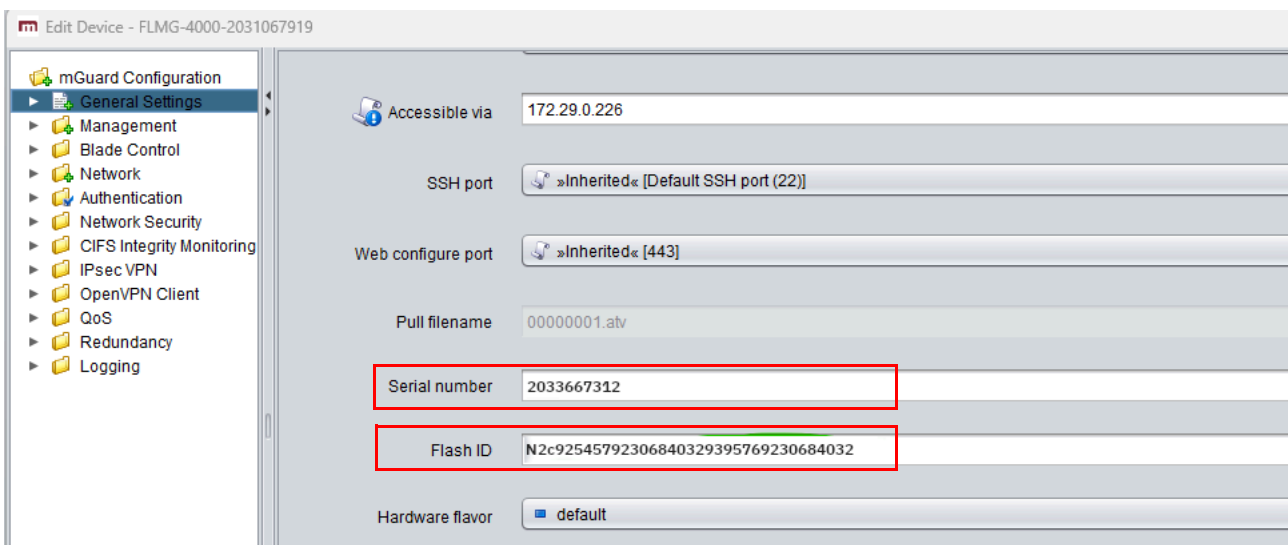 Edit Device - FLMG-4000-2031067919
mGuard Configuration
General Settings
Management
Blade Control
Network
Authentication
Network Security
CIFS Integrity Monitoring
IPsec VPN
OpenVPN Client
QoS
Redundancy
Logging
Accessible via 172.29.0.226
SSH port »Inherited« [Default SSH port (22)]
Web configure port »Inherited« [443]
Pull filename 00000001.atv
Serial number 2033667312
Flash ID N2c92545792306840329395769230684032
Hardware flavor default